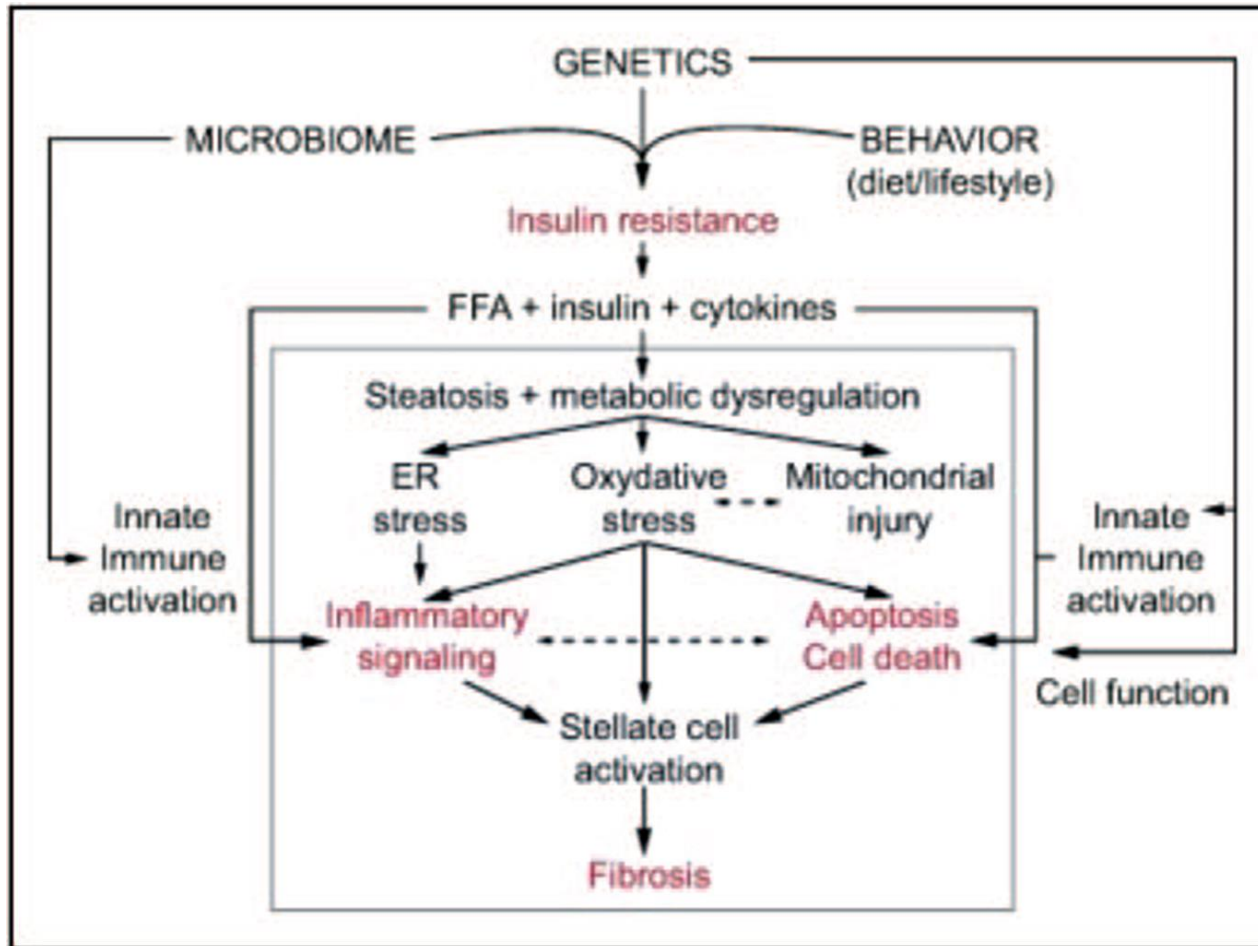 GENETICS
MICROBIOME
BEHAVIOR
(diet/lifestyle)
Insulin resistance
FFA + insulin + cytokines
Steatosis + metabolic dysregulation
ER
stress
Oxydative
stress
Mitochondrial
injury
Innate
Immune
activation
Innate
Immune
activation
Inflammatory
signaling
Apoptosis
Cell death
Cell function
Stellate cell
activation
Fibrosis